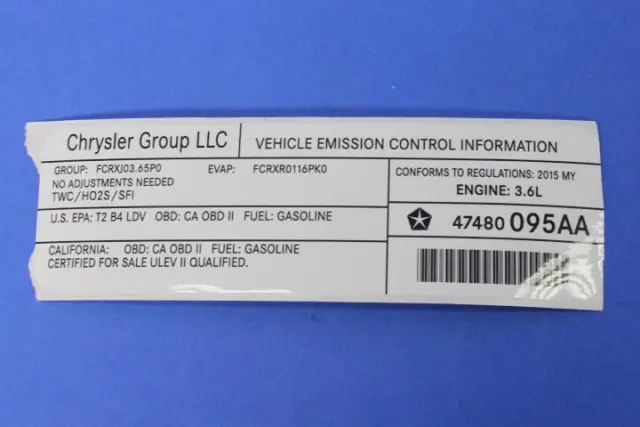 Chrysler Group LLC
VEHICLE EMISSION CONTROL INFORMATION
GROUP: FCRXJ03.65P0 EVAP: FCRXR0116PK0
NO ADJUSTMENTS NEEDED
TWC/HO2S/SFI
CONFORMS TO REGULATIONS: 2015 MY
ENGINE: 3.6L
U.S. EPA: T2 B4 LDV OBD: CA OBD II FUEL: GASOLINE
47480 095AA
CALIFORNIA: OBD: CA OBD II FUEL: GASOLINE
CERTIFIED FOR SALE ULEV II QUALIFIED.